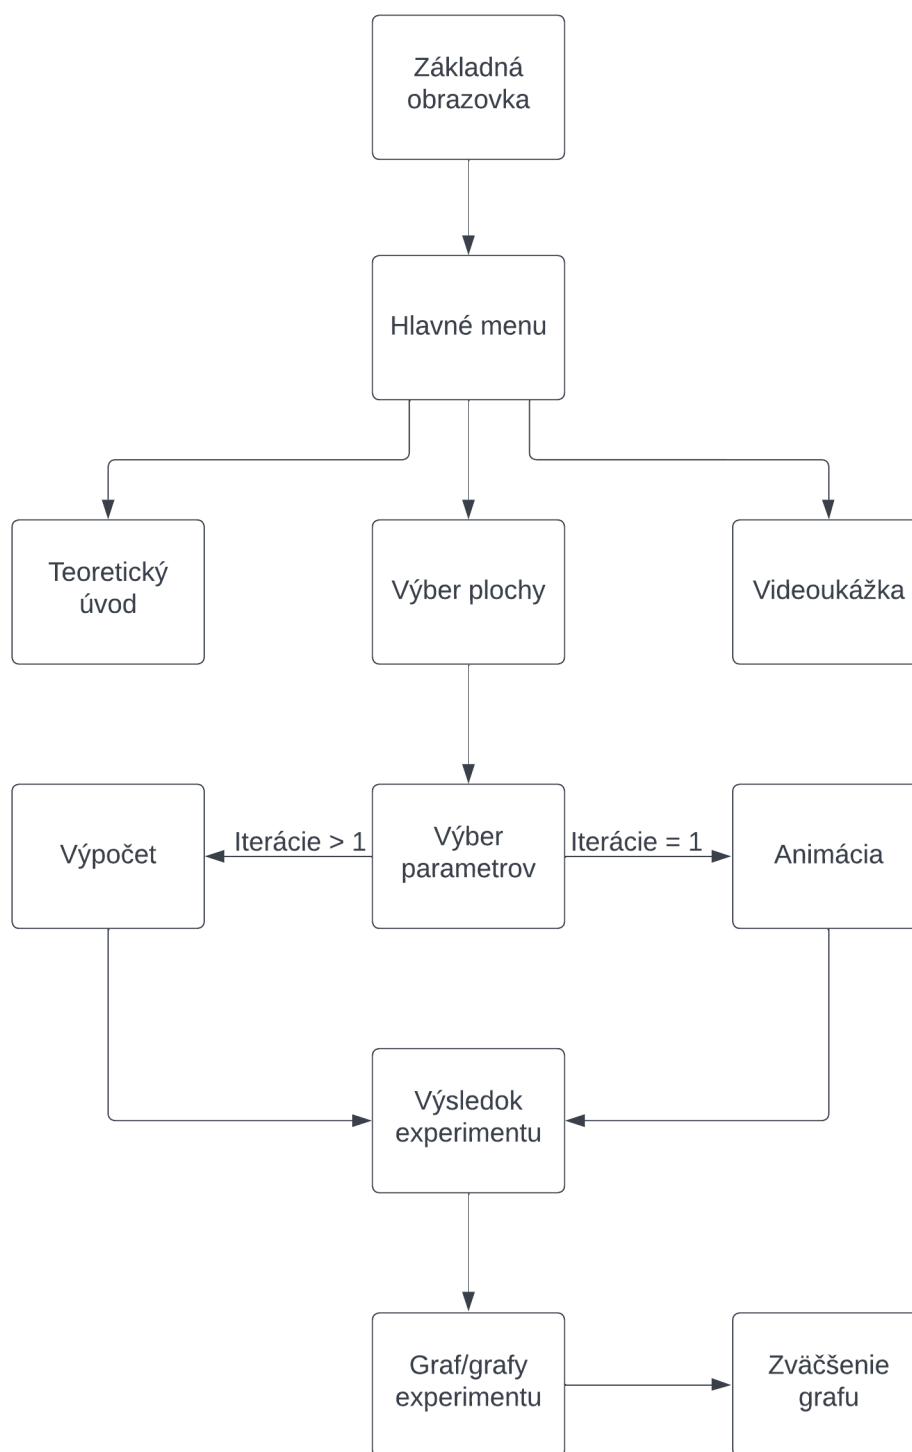 Základná
obrazovka
Hlavné menu
Teoretický
úvod
Výber plochy
Videoukážka
Výpočet
Iterácie > 1
Výber
parametrov
Iterácie = 1
Animácia
Výsledok
experimentu
Graf/grafy
experimentu
Zväčšenie
grafu